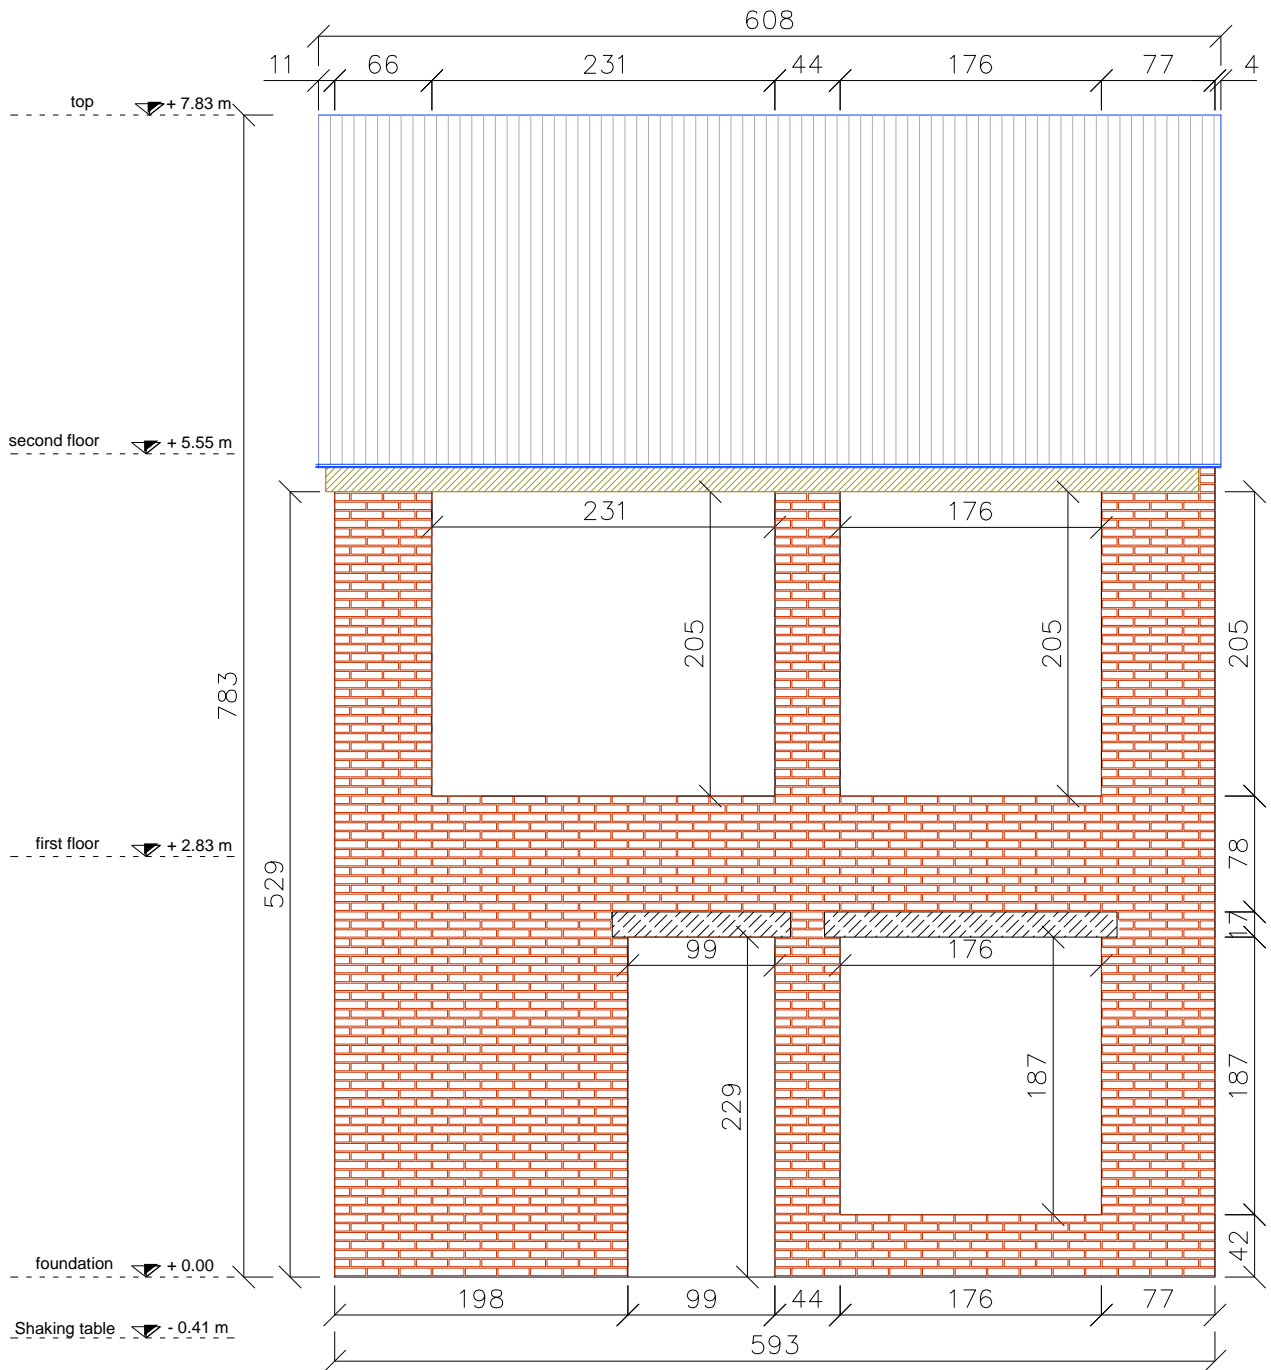 608
11 66 231 44 176 77 4
top + 7.83 m
second floor + 5.55 m
231 176
205 205 205
783
529
first floor + 2.83 m
78
17
99 176
229 187 187
42
foundation + 0.00
198 99 44 176 77
Shaking table - 0.41 m
593